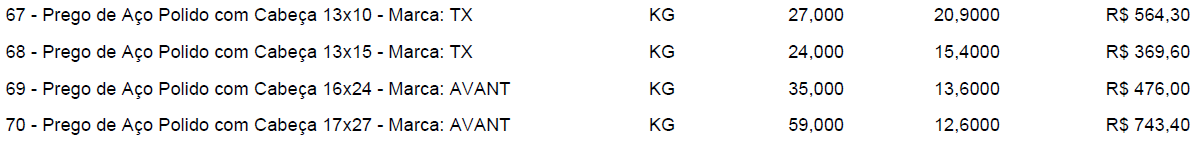 67 - Prego de Aço Polido com Cabeça 13x10 - Marca: TX KG 27,000 20,9000 R$ 564,30
68 - Prego de Aço Polido com Cabeça 13x15 - Marca: TX KG 24,000 15,4000 R$ 369,60
69 - Prego de Aço Polido com Cabeça 16x24 - Marca: AVANT KG 35,000 13,6000 R$ 476,00
70 - Prego de Aço Polido com Cabeça 17x27 - Marca: AVANT KG 59,000 12,6000 R$ 743,40